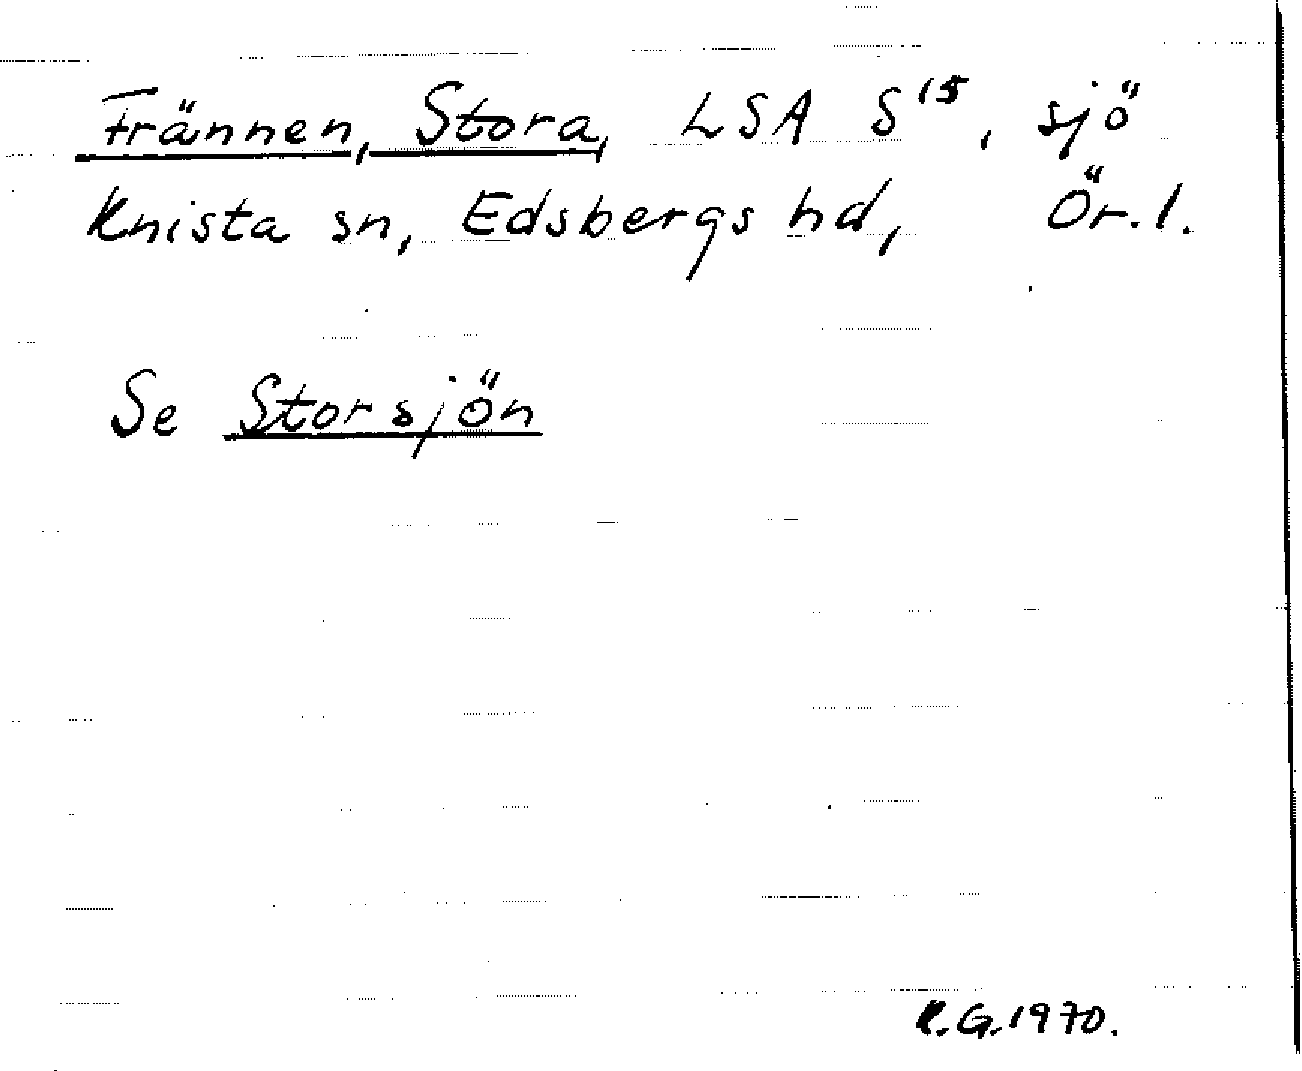 Frännen, Stora, LSA S15, sjö
Knista sn, Edsbergs hd, Ör.l.
Se Storsjön
R.G.1970.